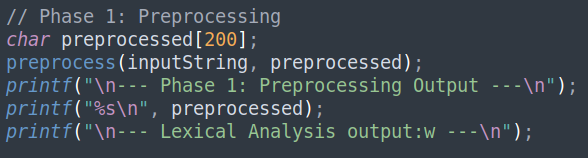 // Phase 1: Preprocessing
char preprocessed[200];
preprocess(inputString, preprocessed);
printf("\n--- Phase 1: Preprocessing Output ---\n");
printf("%s\n", preprocessed);
printf("\n--- Lexical Analysis output:w ---\n");